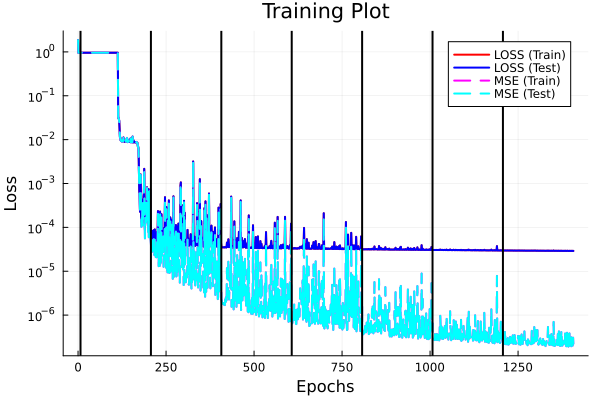 Training Plot
Loss
10^0
10^-1
10^-2
10^-3
10^-4
10^-5
10^-6
LOSS (Train)
LOSS (Test)
MSE (Train)
MSE (Test)
0 250 500 750 1000 1250
Epochs